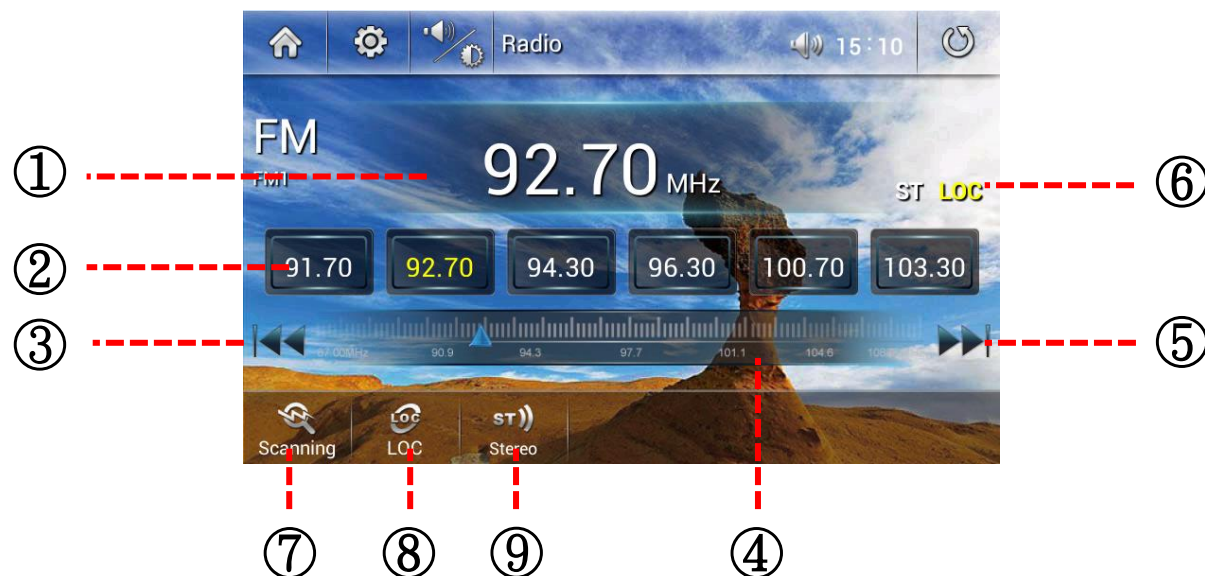 Radio 15:10
FM
① FM1 92.70 MHz
ST LOC ⑥
② 91.70 92.70 94.30 96.30 100.70 103.30
③ ⑤
87.00MHz 90.9 94.3 97.7 101.1 104.6
LOC ST
Scanning LOC Stereo
⑦ ⑧ ⑨ ④